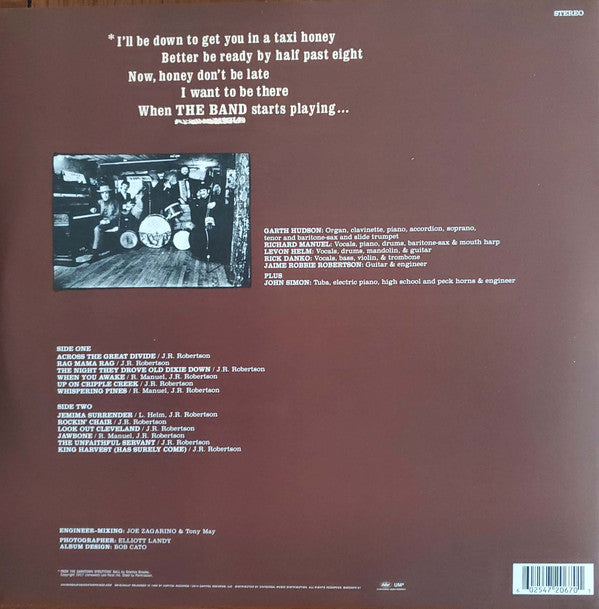 STEREO
*I'll be down to get you in a taxi honey
Better be ready by half past eight
Now, honey don't be late
I want to be there
When THE BAND starts playing...
GARTH HUDSON: Organ, clavinette, piano, accordion, soprano,
tenor and baritone-sax and slide trumpet
RICHARD MANUEL: Vocals, piano, drums, baritone-sax & mouth harp
LEVON HELM: Vocals, drums, mandolin, & guitar
RICK DANKO: Vocals, bass, violin, & trombone
JAIME ROBBIE ROBERTSON: Guitar & engineer
PLUS
JOHN SIMON: Tuba, electric piano, high school and peck horns & engineer
SIDE ONE
ACROSS THE GREAT DIVIDE / J.R. Robertson
RAG MAMA RAG / J.R. Robertson
THE NIGHT THEY DROVE OLD DIXIE DOWN / J.R. Robertson
WHEN YOU AWAKE / R. Manuel, J.R. Robertson
UP ON CRIPPLE CREEK / J.R. Robertson
WHISPERING PINES / R. Manuel, J.R. Robertson
SIDE TWO
JEMIMA SURRENDER / L. Helm, J.R. Robertson
ROCKIN' CHAIR / J.R. Robertson
LOOK OUT CLEVELAND / J.R. Robertson
JAWBONE / R. Manuel, J.R. Robertson
THE UNFAITHFUL SERVANT / J.R. Robertson
KING HARVEST (HAS SURELY COME) / J.R. Robertson
ENGINEER-MIXING: JOE ZAGARINO & Tony May
PHOTOGRAPHER: ELLIOTT LANDY
ALBUM DESIGN: BOB CATO
6 02547 20670